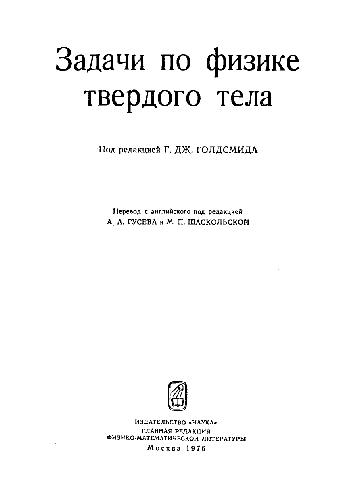 Задачи по физике
твердого тела
Под редакцией Г. ДЖ. ГОЛДСМИДА
Перевод с английского под редакцией
А. А. ГУСЕВА и М. П. ШАСКОЛЬСКОЙ
ИЗДАТЕЛЬСТВО «НАУКА»
ГЛАВНАЯ РЕДАКЦИЯ
ФИЗИКО-МАТЕМАТИЧЕСКОЙ ЛИТЕРАТУРЫ
Москва 1976